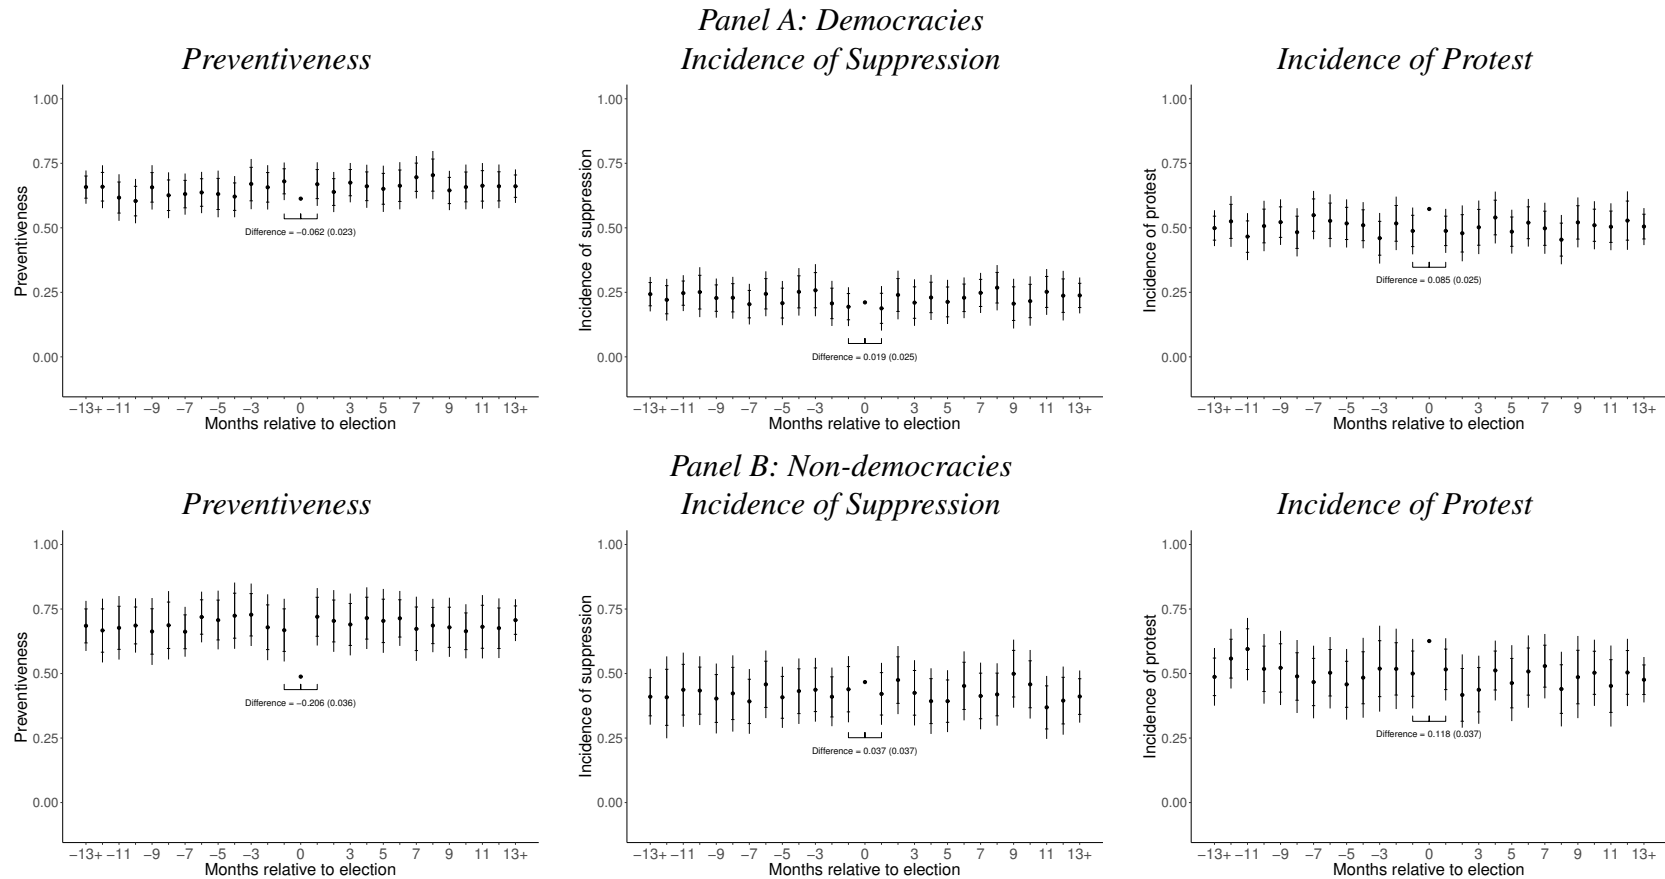 Panel A: Democracies
Preventiveness
Incidence of Suppression
Incidence of Protest
Preventiveness
1.00
0.75
0.50
0.25
0.00
Difference = −0.062 (0.023)
−13+ −11 −9 −7 −5 −3 0 3 5 7 9 11 13+
Months relative to election
Incidence of suppression
1.00
0.75
0.50
0.25
0.00
Difference = 0.019 (0.025)
−13+ −11 −9 −7 −5 −3 0 3 5 7 9 11 13+
Months relative to election
Incidence of protest
1.00
0.75
0.50
0.25
0.00
Difference = 0.085 (0.025)
−13+ −11 −9 −7 −5 −3 0 3 5 7 9 11 13+
Months relative to election
Panel B: Non-democracies
Preventiveness
Incidence of Suppression
Incidence of Protest
Preventiveness
1.00
0.75
0.50
0.25
0.00
Difference = −0.206 (0.036)
−13+ −11 −9 −7 −5 −3 0 3 5 7 9 11 13+
Months relative to election
Incidence of suppression
1.00
0.75
0.50
0.25
0.00
Difference = 0.037 (0.037)
−13+ −11 −9 −7 −5 −3 0 3 5 7 9 11 13+
Months relative to election
Incidence of protest
1.00
0.75
0.50
0.25
0.00
Difference = 0.118 (0.037)
−13+ −11 −9 −7 −5 −3 0 3 5 7 9 11 13+
Months relative to election